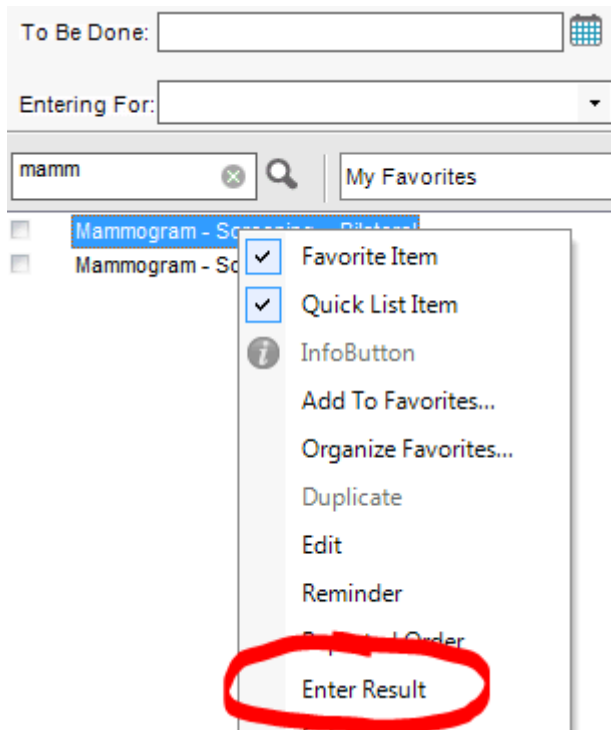 To Be Done:
Entering For:
mamm
My Favorites
Mammogram - Screening - Bilateral
Mammogram - Sc
Favorite Item
Quick List Item
InfoButton
Add To Favorites...
Organize Favorites...
Duplicate
Edit
Reminder
Order
Enter Result